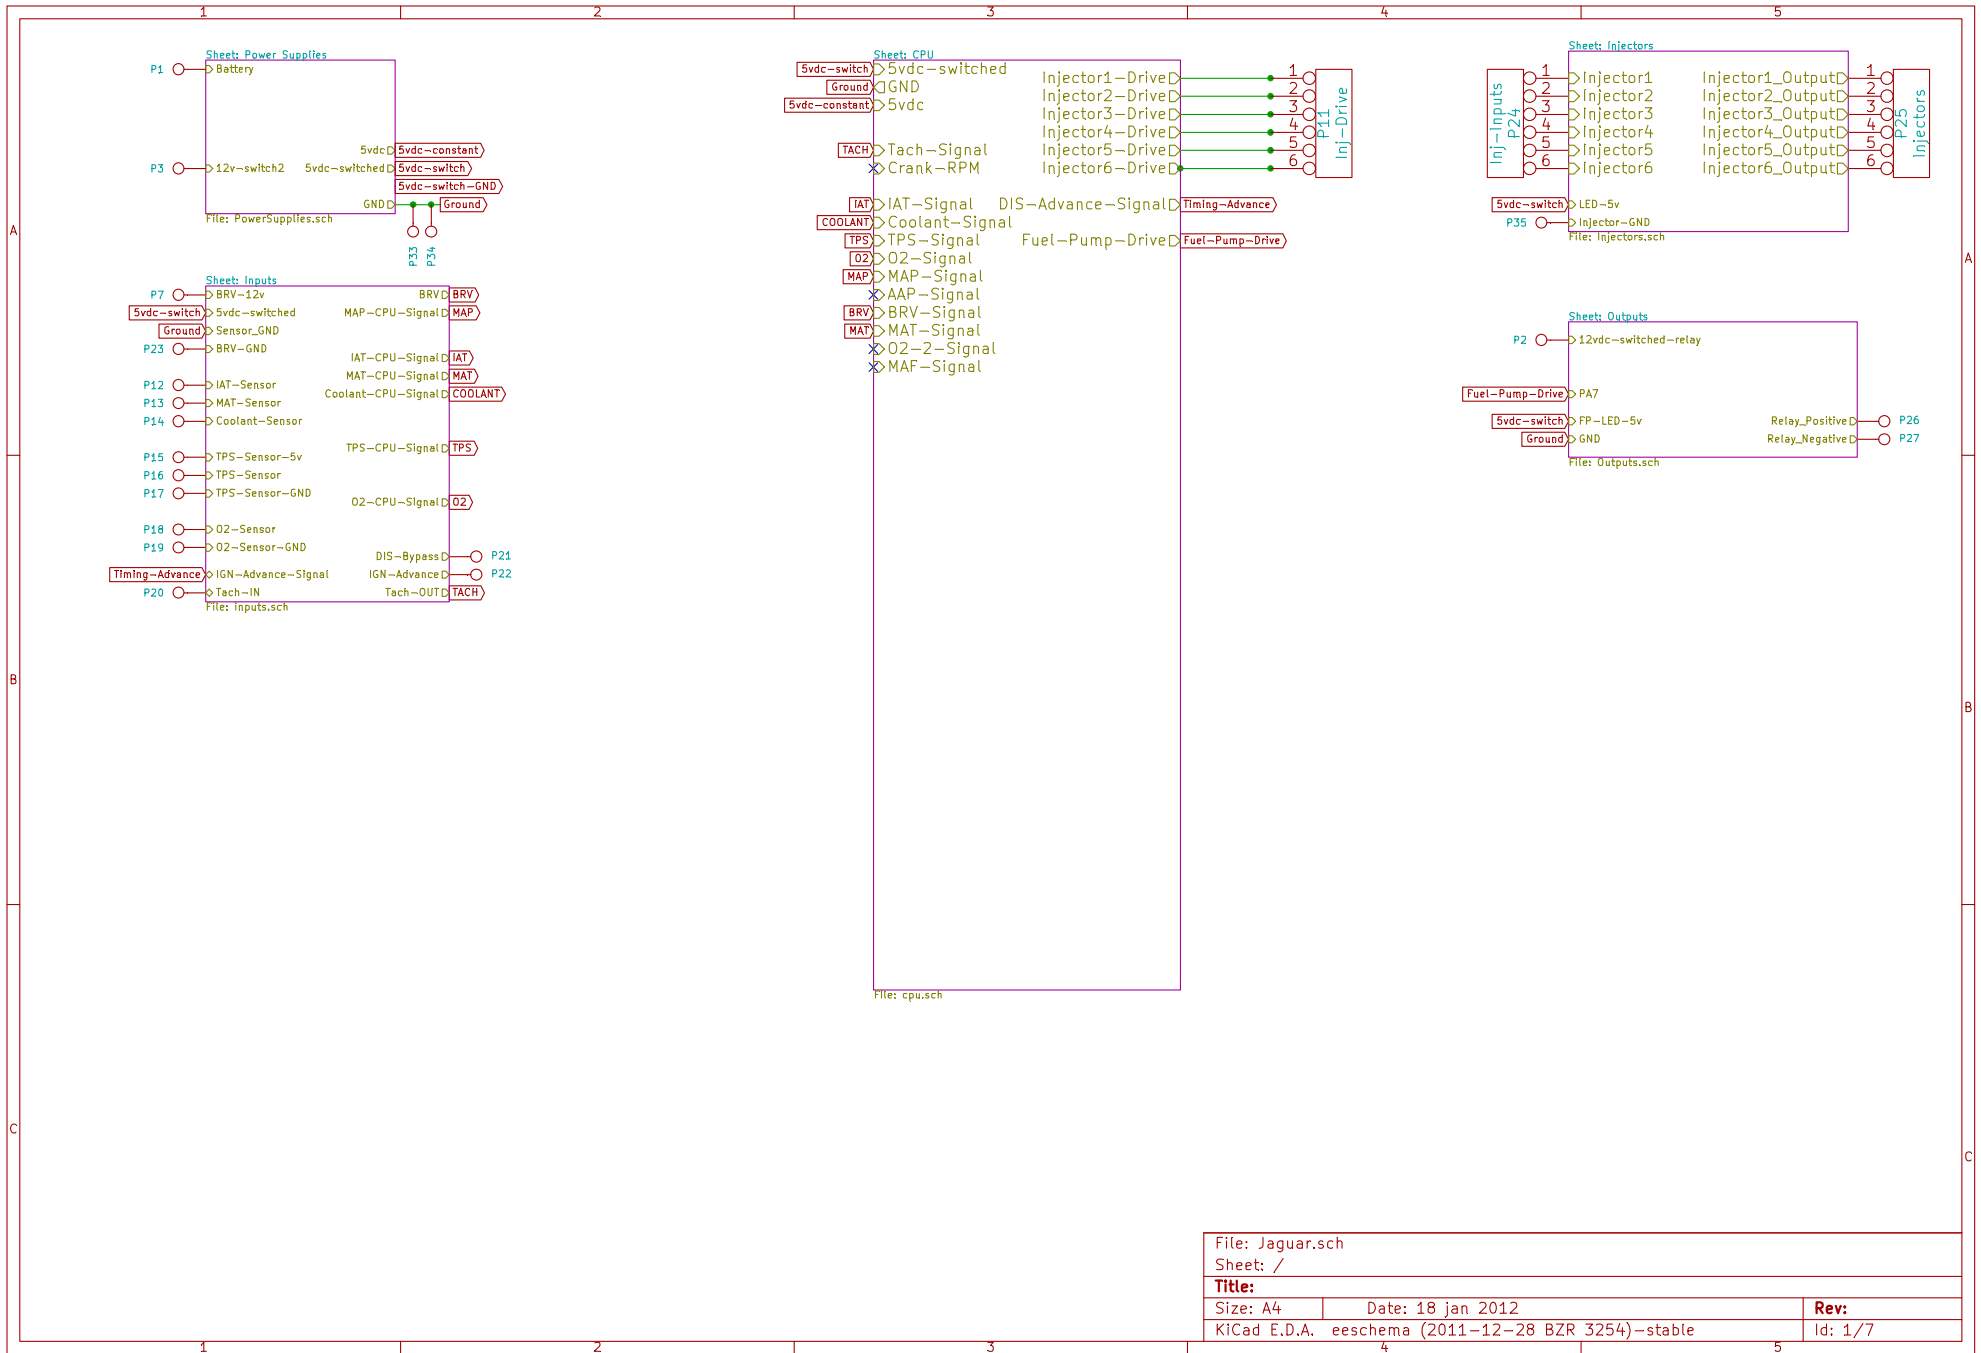 1 2 3 4 5
A
B
C
A
B
C
Sheet: Power Supplies
P1 Battery
5vdc 5vdc-constant
P3 12v-switch2 5vdc-switched 5vdc-switch
5vdc-switch-GND
GND Ground
File: PowerSupplies.sch
P33 P34
Sheet: Inputs
P7 BRV-12v BRV BRV
5vdc-switch 5vdc-switched MAP-CPU-Signal MAP
Ground Sensor_GND
P23 BRV-GND
IAT-CPU-Signal IAT
MAT-CPU-Signal MAT
P12 IAT-Sensor
Coolant-CPU-Signal COOLANT
P13 MAT-Sensor
P14 Coolant-Sensor
TPS-CPU-Signal TPS
P15 TPS-Sensor-5v
P16 TPS-Sensor
P17 TPS-Sensor-GND
O2-CPU-Signal O2
P18 O2-Sensor
P19 O2-Sensor-GND
DIS-Bypass P21
Timing-Advance IGN-Advance-Signal IGN-Advance P22
P20 Tach-IN Tach-OUT TACH
File: inputs.sch
Sheet: CPU
5vdc-switch 5vdc-switched
Injector1-Drive 1
Ground GND
Injector2-Drive 2
5vdc-constant 5vdc
Injector3-Drive 3
Injector4-Drive 4
TACH Tach-Signal Injector5-Drive 5
Crank-RPM Injector6-Drive 6
P11
Inj-Drive
IAT IAT-Signal DIS-Advance-Signal Timing-Advance
COOLANT Coolant-Signal
TPS TPS-Signal Fuel-Pump-Drive Fuel-Pump-Drive
O2 O2-Signal
MAP MAP-Signal
AAP-Signal
BRV BRV-Signal
MAT MAT-Signal
O2-2-Signal
MAF-Signal
File: cpu.sch
Sheet: Injectors
Inj-Inputs
P24
1 Injector1 Injector1_Output 1
2 Injector2 Injector2_Output 2
3 Injector3 Injector3_Output 3
4 Injector4 Injector4_Output 4
5 Injector5 Injector5_Output 5
6 Injector6 Injector6_Output 6
P25
Injectors
5vdc-switch LED-5v
P35 Injector-GND
File: Injectors.sch
Sheet: Outputs
P2 12vdc-switched-relay
Fuel-Pump-Drive PA7
5vdc-switch FP-LED-5v Relay_Positive P26
Ground GND Relay_Negative P27
File: Outputs.sch
File: Jaguar.sch
Sheet: /
Title:
Size: A4 Date: 18 jan 2012 Rev:
KiCad E.D.A. eeschema (2011-12-28 BZR 3254)-stable Id: 1/7
1 2 3 4 5